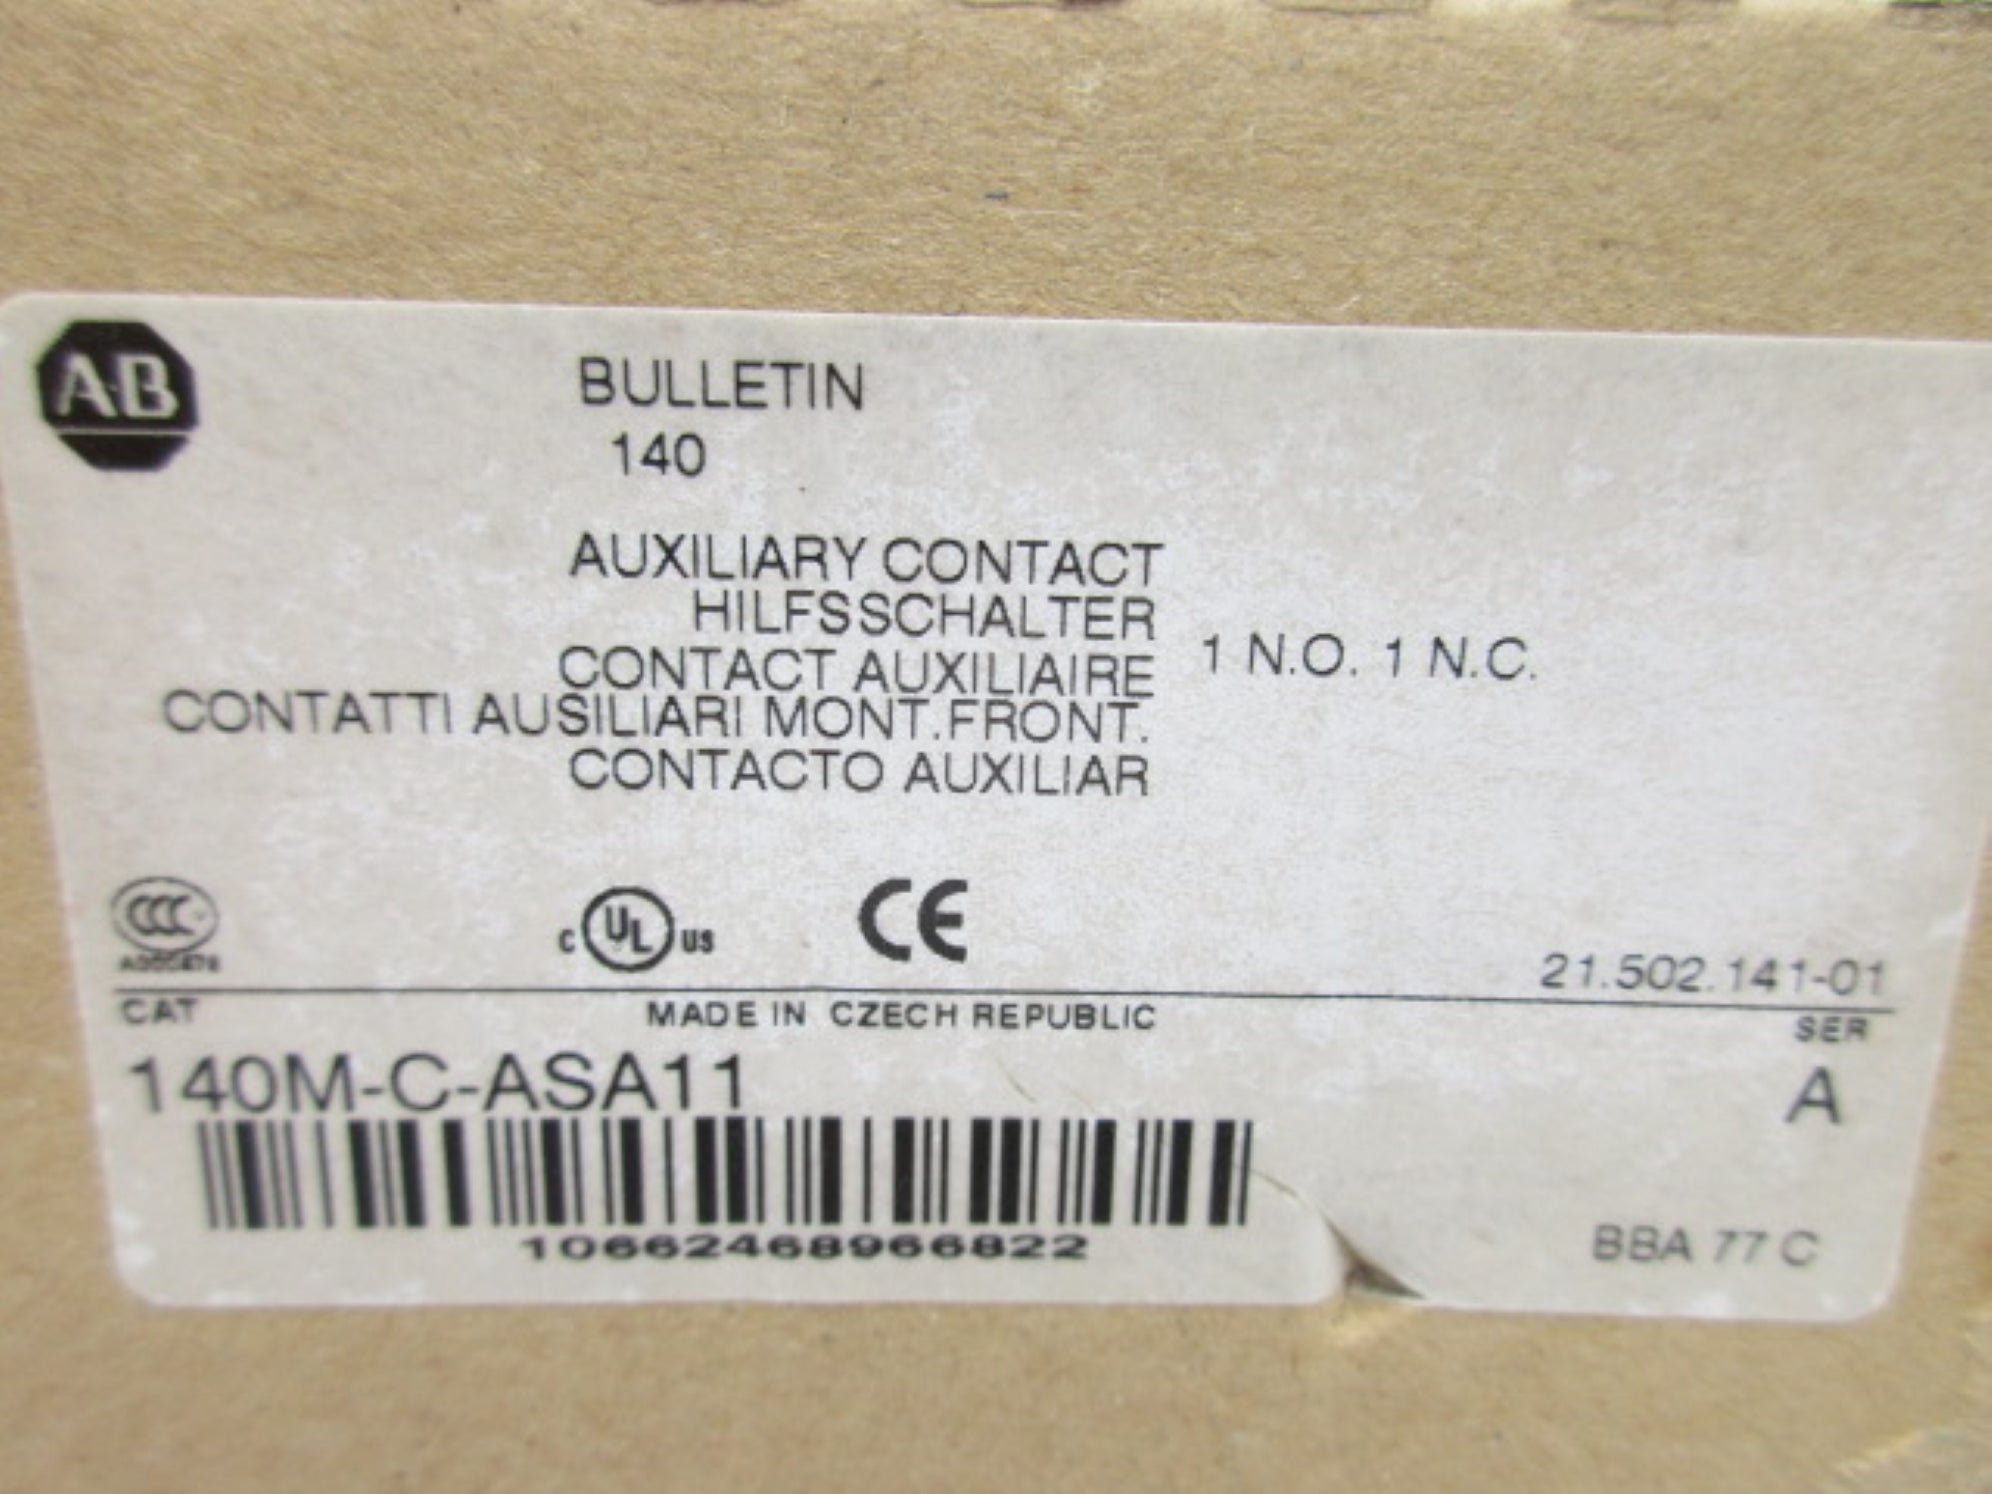 A-B
BULLETIN
140
AUXILIARY CONTACT
HILFSSCHALTER
CONTACT AUXILIAIRE
1 N.O. 1 N.C.
CONTATTI AUSILIARI MONT.FRONT.
CONTACTO AUXILIAR
CCC
c UL us
CE
21.502.141-01
CAT
MADE IN CZECH REPUBLIC
SER
140M-C-ASA11
A
10662468966822
BBA 77 C